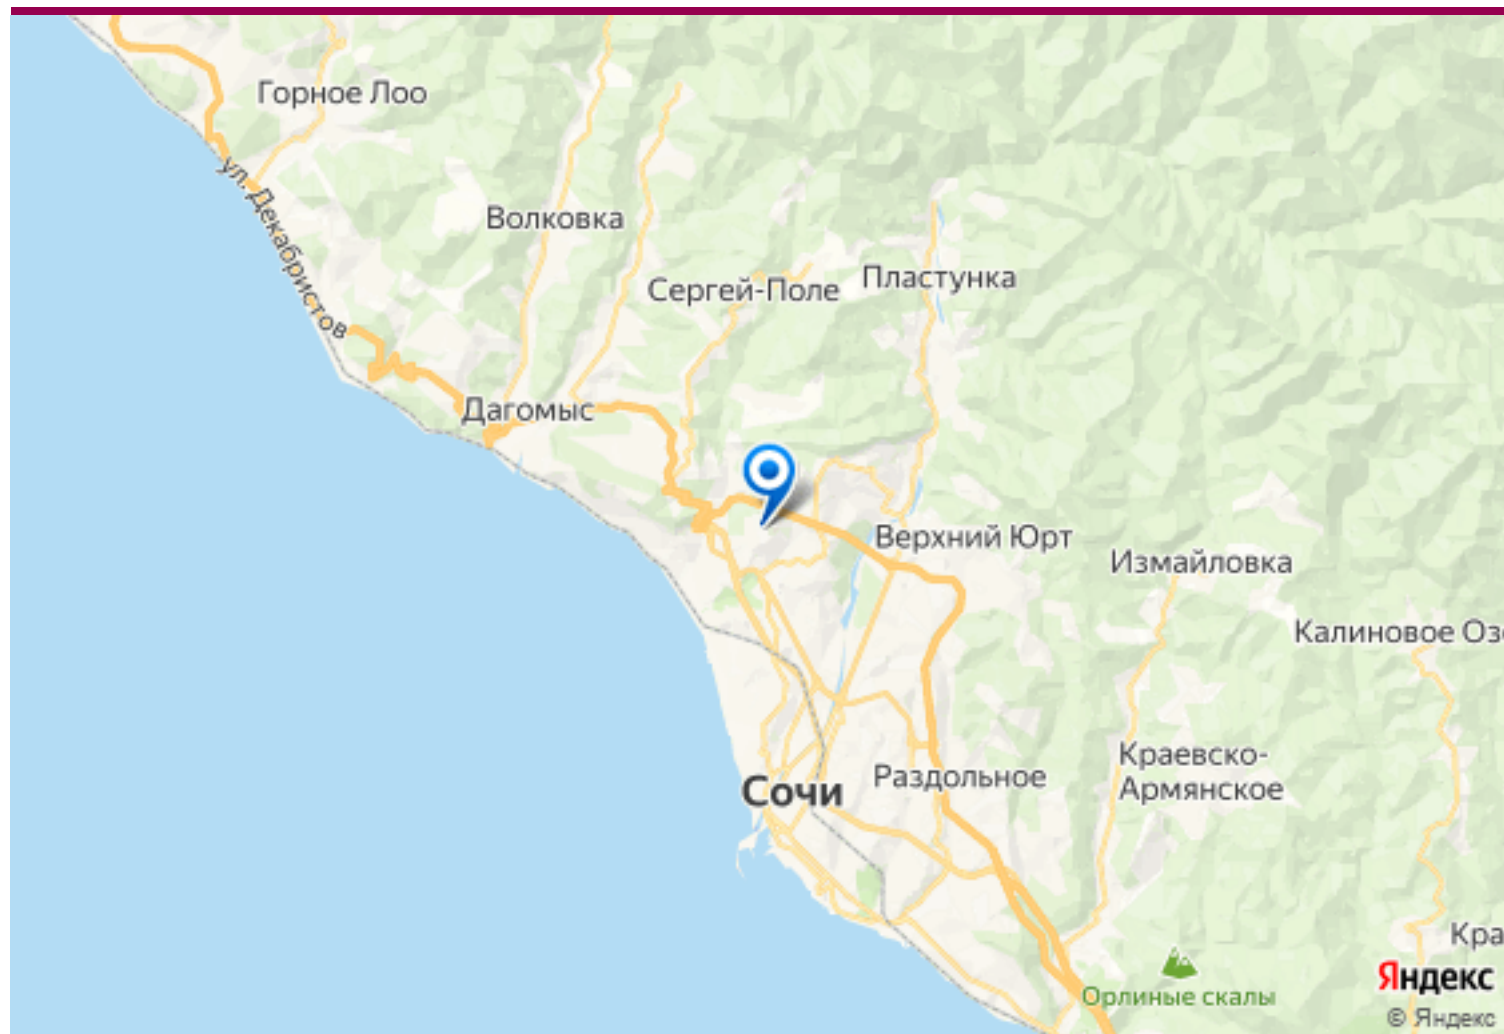 Горное Лоо
ул. Декабристов
Волковка
Сергей-Поле
Пластунка
Дагомыс
Верхний Юрт
Измайловка
Калиновое Озе
Краевско-
Армянское
Раздольное
Сочи
Кра
Яндекс
Орлиные скалы
© Яндекс